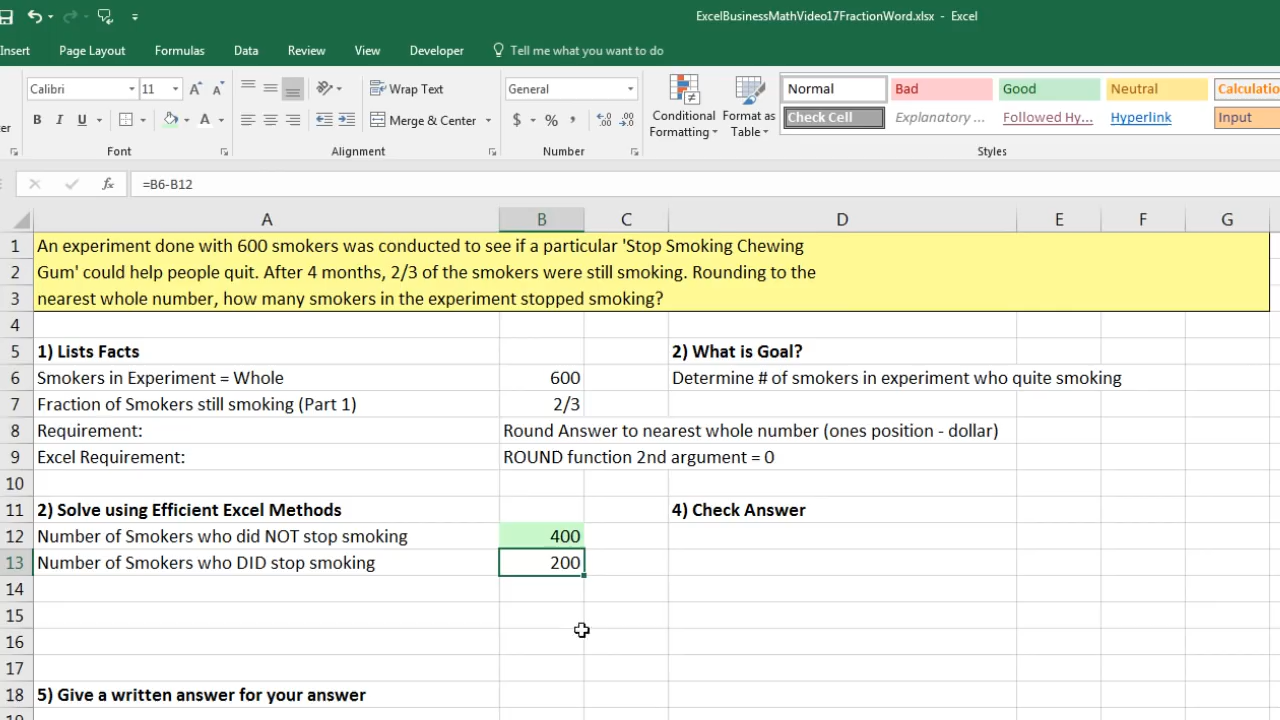 ExcelBusinessMathVideo17FractionWord.xlsx - Excel
Insert Page Layout Formulas Data Review View Developer Tell me what you want to do
Calibri 11 Wrap Text General Normal Bad Good Neutral Calculatio
B I U Merge & Center $ % , Conditional Formatting Format as Table Check Cell Explanatory ... Followed Hy... Hyperlink Input
Font Alignment Number Styles
fx =B6-B12
A B C D E F G
1 An experiment done with 600 smokers was conducted to see if a particular 'Stop Smoking Chewing
2 Gum' could help people quit. After 4 months, 2/3 of the smokers were still smoking. Rounding to the
3 nearest whole number, how many smokers in the experiment stopped smoking?
4
5 1) Lists Facts 2) What is Goal?
6 Smokers in Experiment = Whole 600 Determine # of smokers in experiment who quite smoking
7 Fraction of Smokers still smoking (Part 1) 2/3
8 Requirement: Round Answer to nearest whole number (ones position - dollar)
9 Excel Requirement: ROUND function 2nd argument = 0
10
11 2) Solve using Efficient Excel Methods 4) Check Answer
12 Number of Smokers who did NOT stop smoking 400
13 Number of Smokers who DID stop smoking 200
14
15
16
17
18 5) Give a written answer for your answer